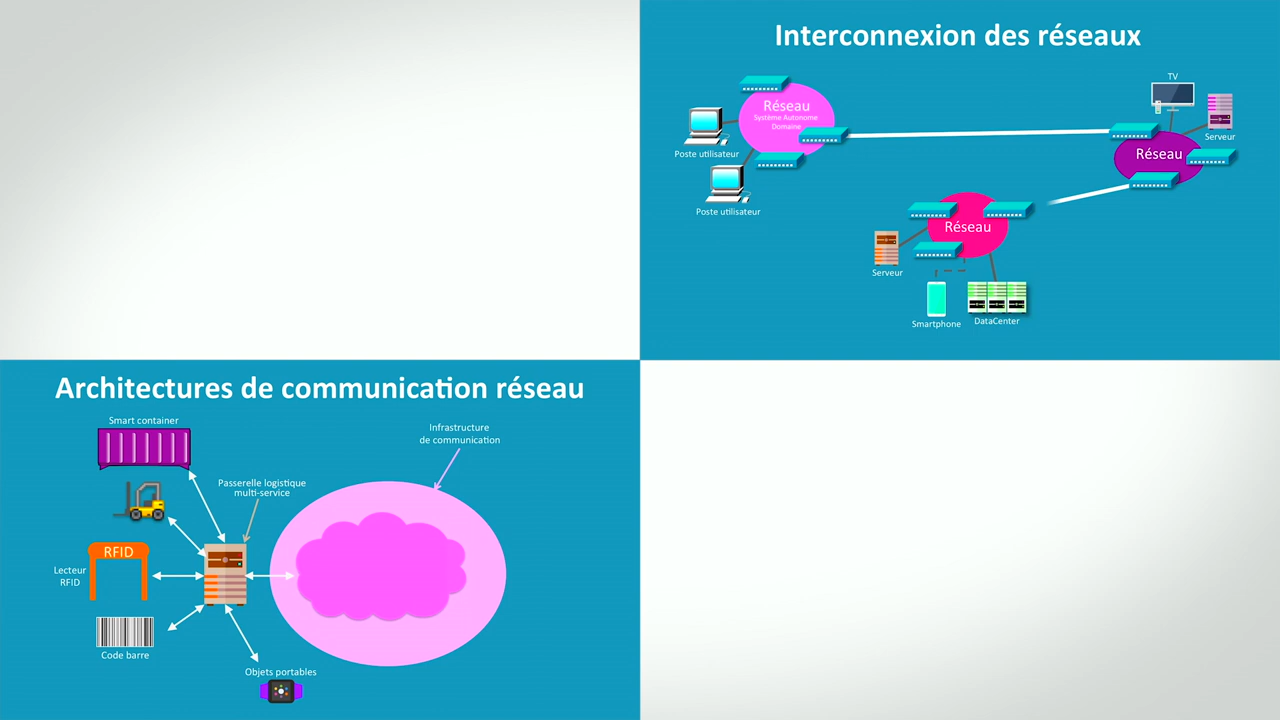 Interconnexion des réseaux
TV
Réseau
Système Autonome
Domaine
Serveur
Poste utilisateur
Réseau
Poste utilisateur
Réseau
Serveur
Smartphone
DataCenter
Architectures de communication réseau
Smart container
Infrastructure
de communication
Passerelle logistique
multi-service
RFID
Lecteur
RFID
Code barre
Objets portables